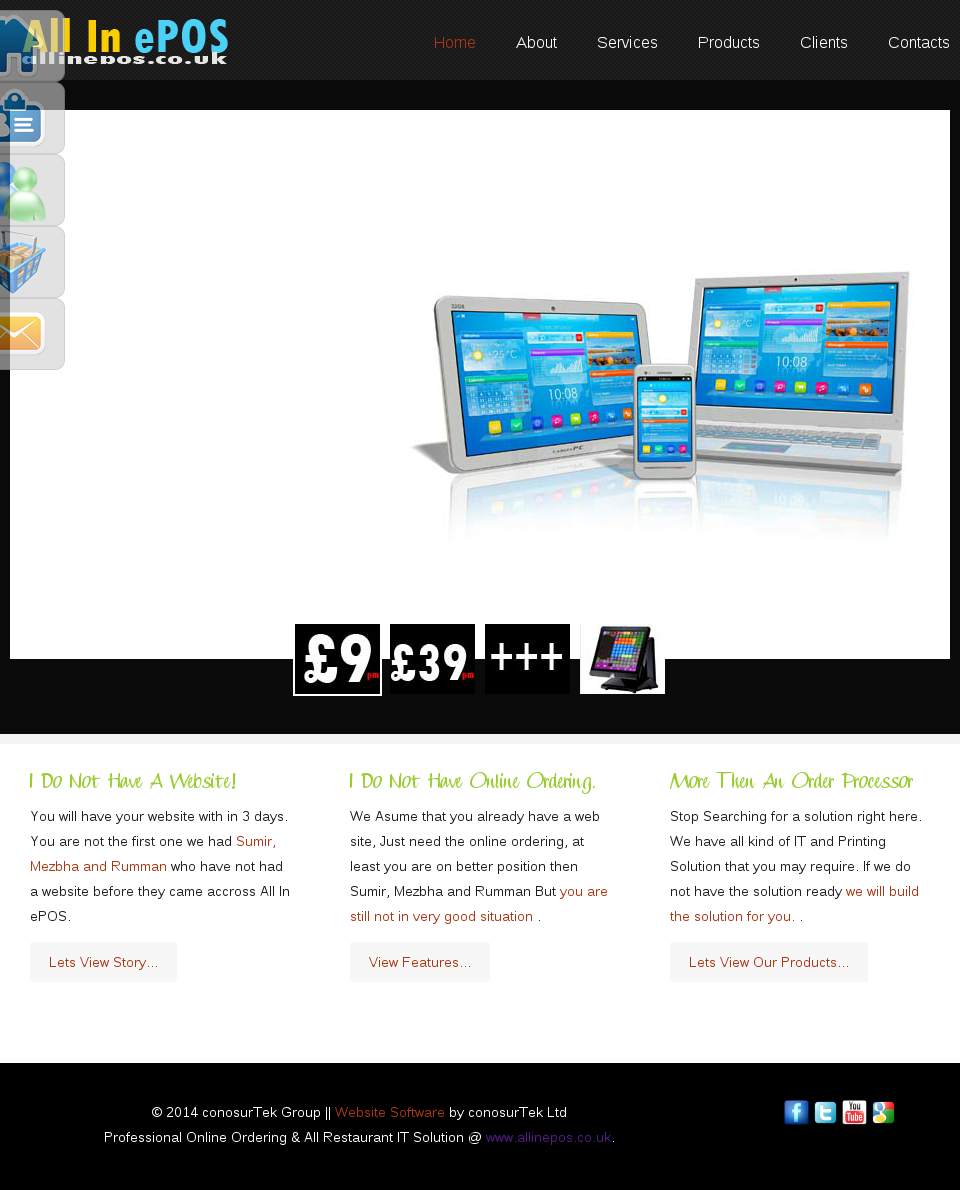 All In ePOS
allinepos.co.uk
Home About Services Products Clients Contacts
£9pm £39pm +++
I Do Not Have A Website!
You will have your website with in 3 days.
You are not the first one we had Sumir,
Mezbha and Rumman who have not had
a website before they came accross All In
ePOS.
Lets View Story...
I Do Not Have Online Ordering.
We Asume that you already have a web
site, Just need the online ordering, at
least you are on better position then
Sumir, Mezbha and Rumman But you are
still not in very good situation .
View Features...
More Then An Order Processor
Stop Searching for a solution right here.
We have all kind of IT and Printing
Solution that you may require. If we do
not have the solution ready we will build
the solution for you. .
Lets View Our Products...
© 2014 conosurTek Group || Website Software by conosurTek Ltd
Professional Online Ordering & All Restaurant IT Solution @ www.allinepos.co.uk.
You
Tube